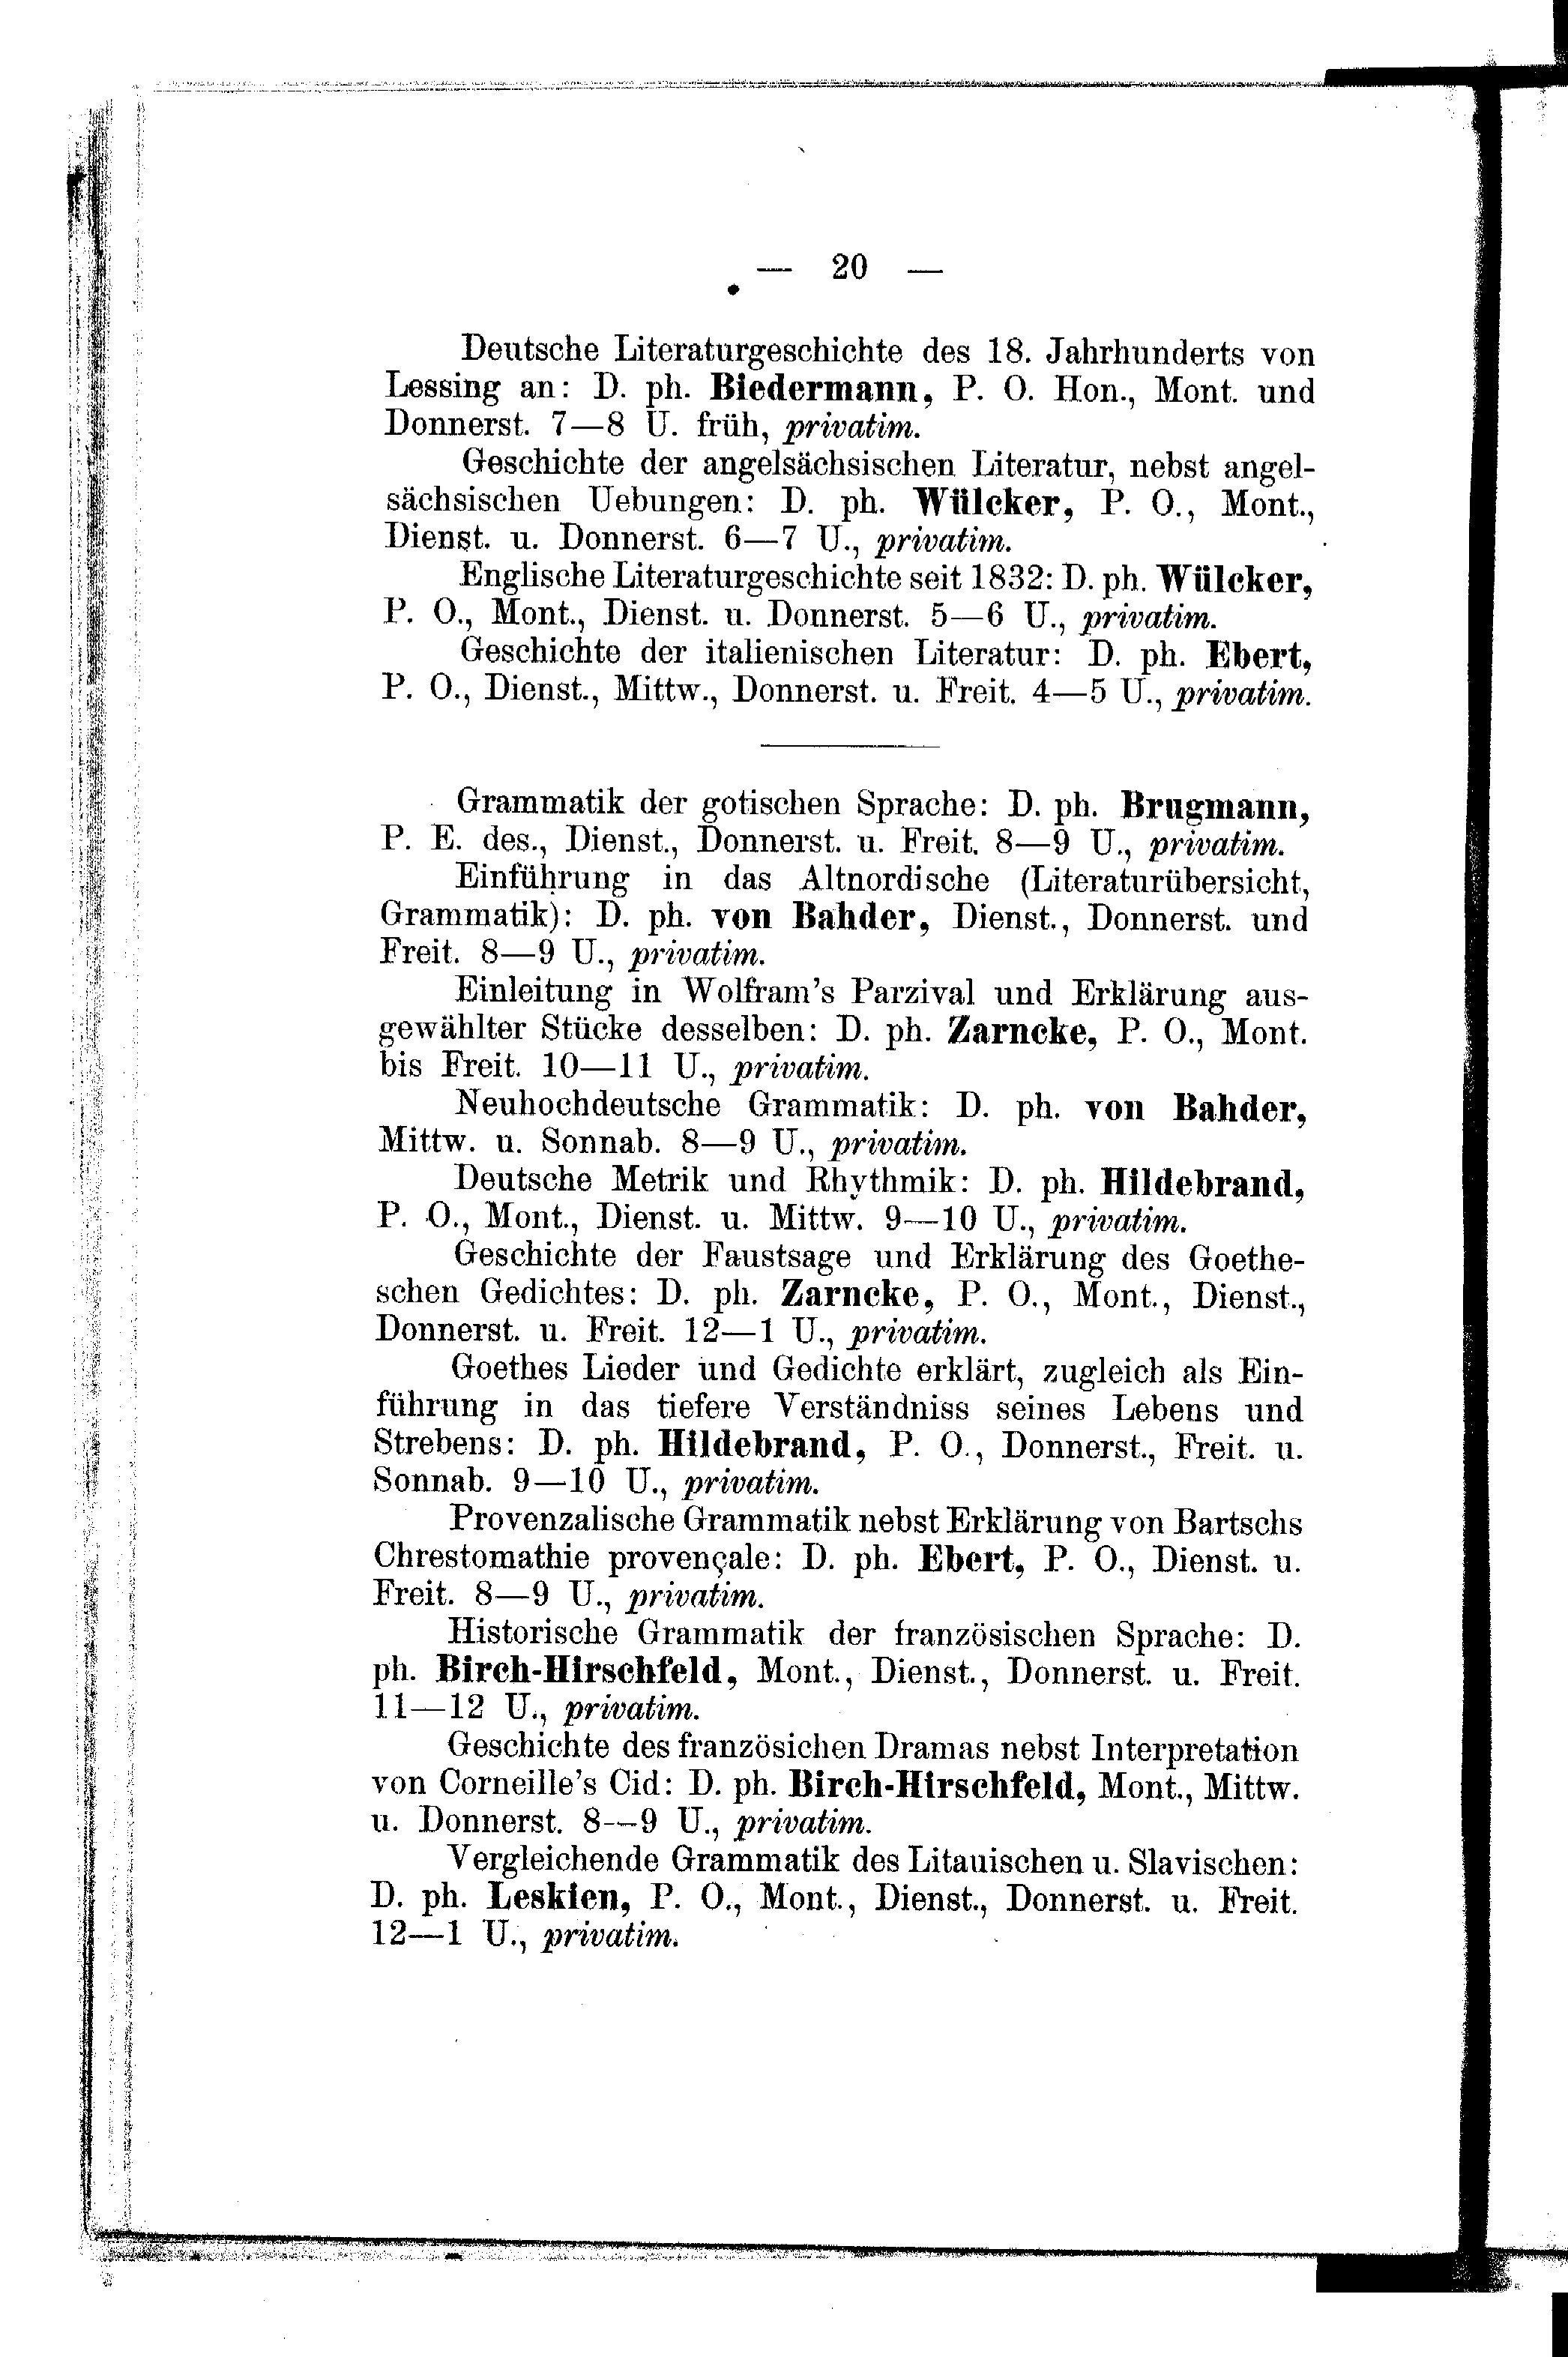 — 20 —
Deutsche Literaturgeschichte des 18. Jahrhunderts von
Lessing an: D. ph. Biedermann, P. O. Hon., Mont. und
Donnerst. 7—8 U. früh, privatim.
Geschichte der angelsächsischen Literatur, nebst angel-
sächsischen Uebungen: D. ph. Wülcker, P. O., Mont.,
Dienst. u. Donnerst. 6—7 U., privatim.
Englische Literaturgeschichte seit 1832: D. ph. Wülcker,
P. O., Mont., Dienst. u. Donnerst. 5—6 U., privatim.
Geschichte der italienischen Literatur: D. ph. Ebert,
P. O., Dienst., Mittw., Donnerst. u. Freit. 4—5 U., privatim.
Grammatik der gotischen Sprache: D. ph. Brugmann,
P. E. des., Dienst., Donnerst. u. Freit. 8—9 U., privatim.
Einführung in das Altnordische (Literaturübersicht,
Grammatik): D. ph. von Bahder, Dienst., Donnerst. und
Freit. 8—9 U., privatim.
Einleitung in Wolfram's Parzival und Erklärung aus-
gewählter Stücke desselben: D. ph. Zarncke, P. O., Mont.
bis Freit. 10—11 U., privatim.
Neuhochdeutsche Grammatik: D. ph. von Bahder,
Mittw. u. Sonnab. 8—9 U., privatim.
Deutsche Metrik und Rhythmik: D. ph. Hildebrand,
P. O., Mont., Dienst. u. Mittw. 9—10 U., privatim.
Geschichte der Faustsage und Erklärung des Goethe-
schen Gedichtes: D. ph. Zarncke, P. O., Mont., Dienst.,
Donnerst. u. Freit. 12—1 U., privatim.
Goethes Lieder und Gedichte erklärt, zugleich als Ein-
führung in das tiefere Verständniss seines Lebens und
Strebens: D. ph. Hildebrand, P. O., Donnerst., Freit. u.
Sonnab. 9—10 U., privatim.
Provenzalische Grammatik nebst Erklärung von Bartschs
Chrestomathie provençale: D. ph. Ebert, P. O., Dienst. u.
Freit. 8—9 U., privatim.
Historische Grammatik der französischen Sprache: D.
ph. Birch-Hirschfeld, Mont., Dienst., Donnerst. u. Freit.
11—12 U., privatim.
Geschichte des französichen Dramas nebst Interpretation
von Corneille's Cid: D. ph. Birch-Hirschfeld, Mont., Mittw.
u. Donnerst. 8—9 U., privatim.
Vergleichende Grammatik des Litauischen u. Slavischen:
D. ph. Leskien, P. O., Mont., Dienst., Donnerst. u. Freit.
12—1 U., privatim.